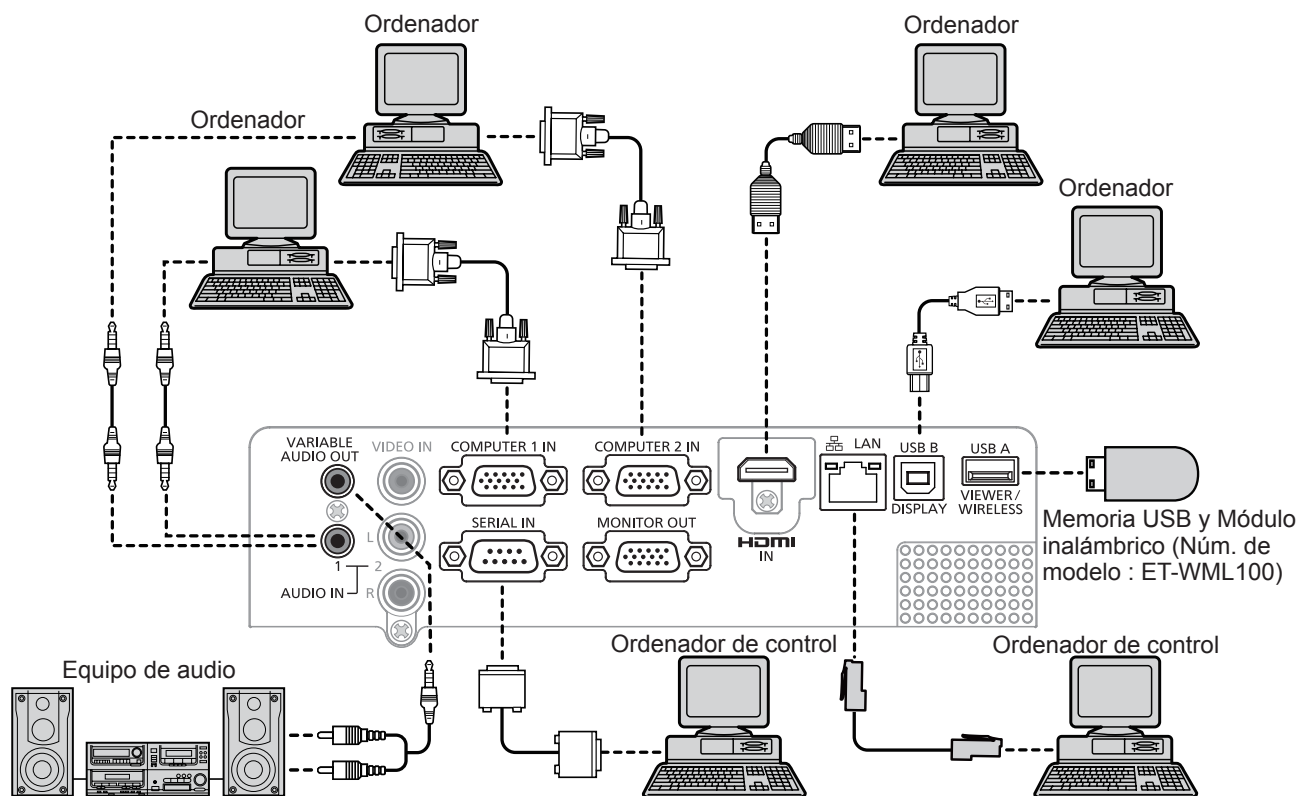 Ordenador
Ordenador
Ordenador
Ordenador
VARIABLE
AUDIO OUT
VIDEO IN
COMPUTER 1 IN
COMPUTER 2 IN
LAN
USB B
USB A
DISPLAY
VIEWER /
WIRELESS
SERIAL IN
MONITOR OUT
HDMI
IN
L
1 2
AUDIO IN
R
Memoria USB y Módulo
inalámbrico (Núm. de
modelo : ET-WML100)
Ordenador de control
Ordenador de control
Equipo de audio